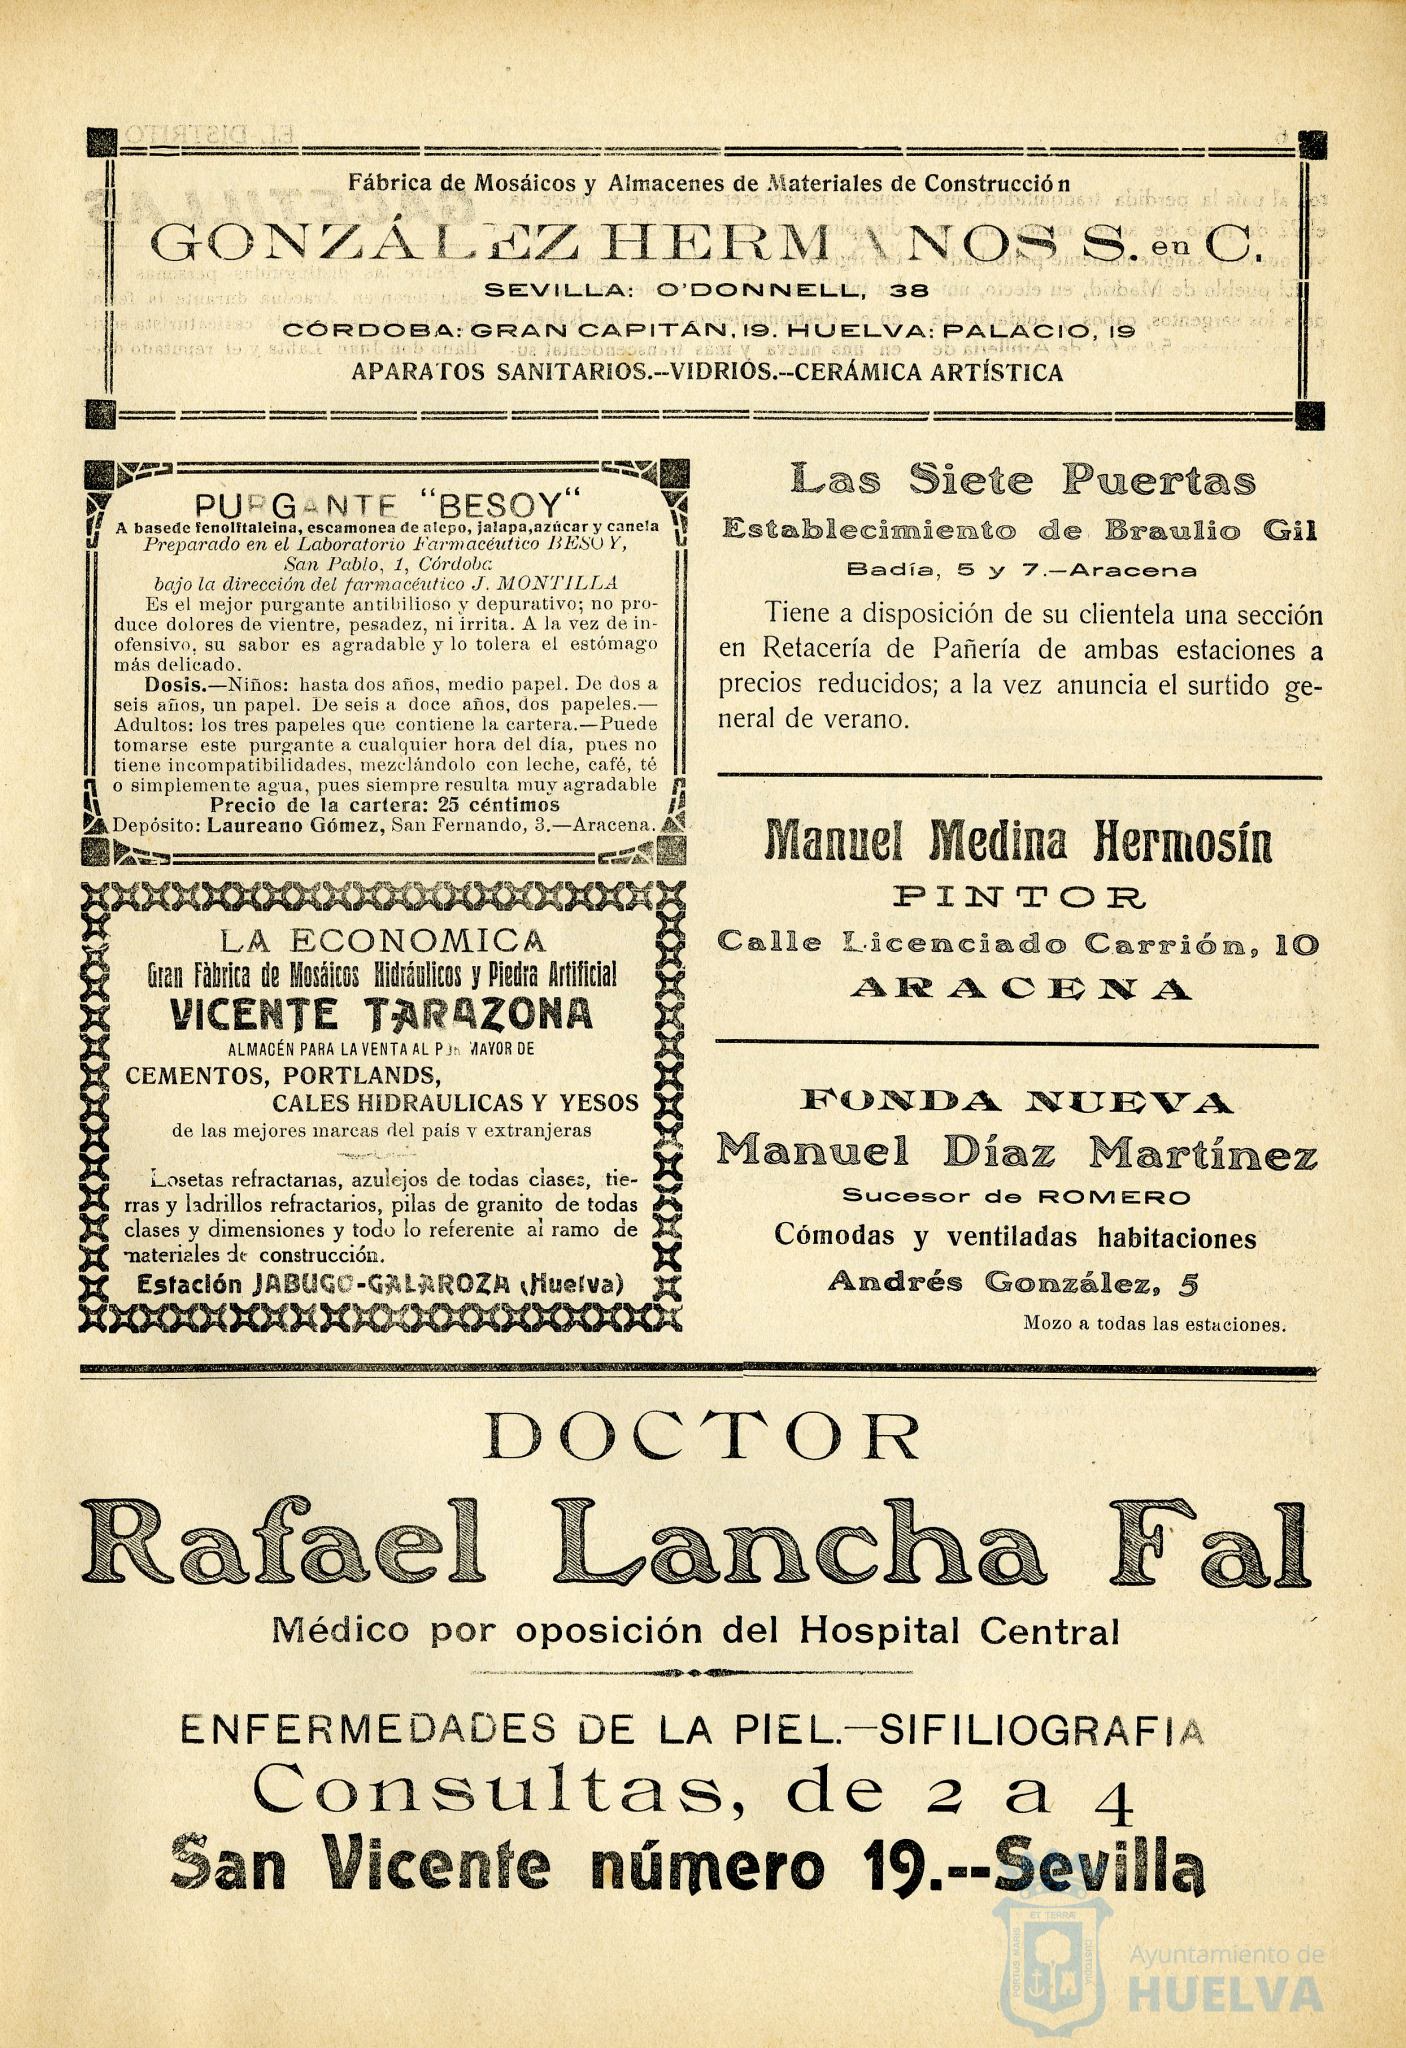 Fábrica de Mosáicos y Almacenes de Materiales de Construcción
GONZÁLEZ HERMANOS S. en C.
SEVILLA: O'DONNELL, 38
CÓRDOBA: GRAN CAPITÁN, 19. HUELVA: PALACIO, 19
APARATOS SANITARIOS.--VIDRIOS.--CERÁMICA ARTÍSTICA
PURGANTE "BESOY"
A basede fenolftaleina, escamonea de alepo, jalapa, azúcar y canela
Preparado en el Laboratorio Farmacéutico BESOY,
San Pablo, 1, Córdoba
bajo la dirección del farmacéutico J. MONTILLA
Es el mejor purgante antibilioso y depurativo; no pro-
duce dolores de vientre, pesadez, ni irrita. A la vez de in-
ofensivo, su sabor es agradable y lo tolera el estómago
más delicado.
Dosis.—Niños: hasta dos años, medio papel. De dos a
seis años, un papel. De seis a doce años, dos papeles.—
Adultos: los tres papeles que contiene la cartera.—Puede
tomarse este purgante a cualquier hora del día, pues no
tiene incompatibilidades, mezclándolo con leche, café, té
o simplemente agua, pues siempre resulta muy agradable
Precio de la cartera: 25 céntimos
Depósito: Laureano Gómez, San Fernando, 3.—Aracena.
LA ECONOMICA
Gran Fàbrica de Mosáicos Hidráulicos y Piedra Artificial
VICENTE TARAZONA
ALMACÉN PARA LA VENTA AL POR MAYOR DE
CEMENTOS, PORTLANDS,
CALES HIDRAULICAS Y YESOS
de las mejores marcas del país y extranjeras
Losetas refractarias, azulejos de todas clases, tie-
rras y ladrillos refractarios, pilas de granito de todas
clases y dimensiones y todo lo referente al ramo de
materiales de construcción.
Estación JABUGO-GALAROZA (Huelva)
Las Siete Puertas
Establecimiento de Braulio Gil
Badía, 5 y 7.—Aracena
Tiene a disposición de su clientela una sección
en Retacería de Pañería de ambas estaciones a
precios reducidos; a la vez anuncia el surtido ge-
neral de verano.
Manuel Medina Hermosín
PINTOR
Calle Licenciado Carrión, 10
ARACENA
FONDA NUEVA
Manuel Díaz Martínez
Sucesor de ROMERO
Cómodas y ventiladas habitaciones
Andrés González, 5
Mozo a todas las estaciones.
DOCTOR
Rafael Lancha Fal
Médico por oposición del Hospital Central
ENFERMEDADES DE LA PIEL.—SIFILIOGRAFIA
Consultas, de 2 a 4
San Vicente número 19.--Sevilla
PORTUS MARIS
ET TERRÆ
CUSTODIA
Ayuntamiento de
HUELVA